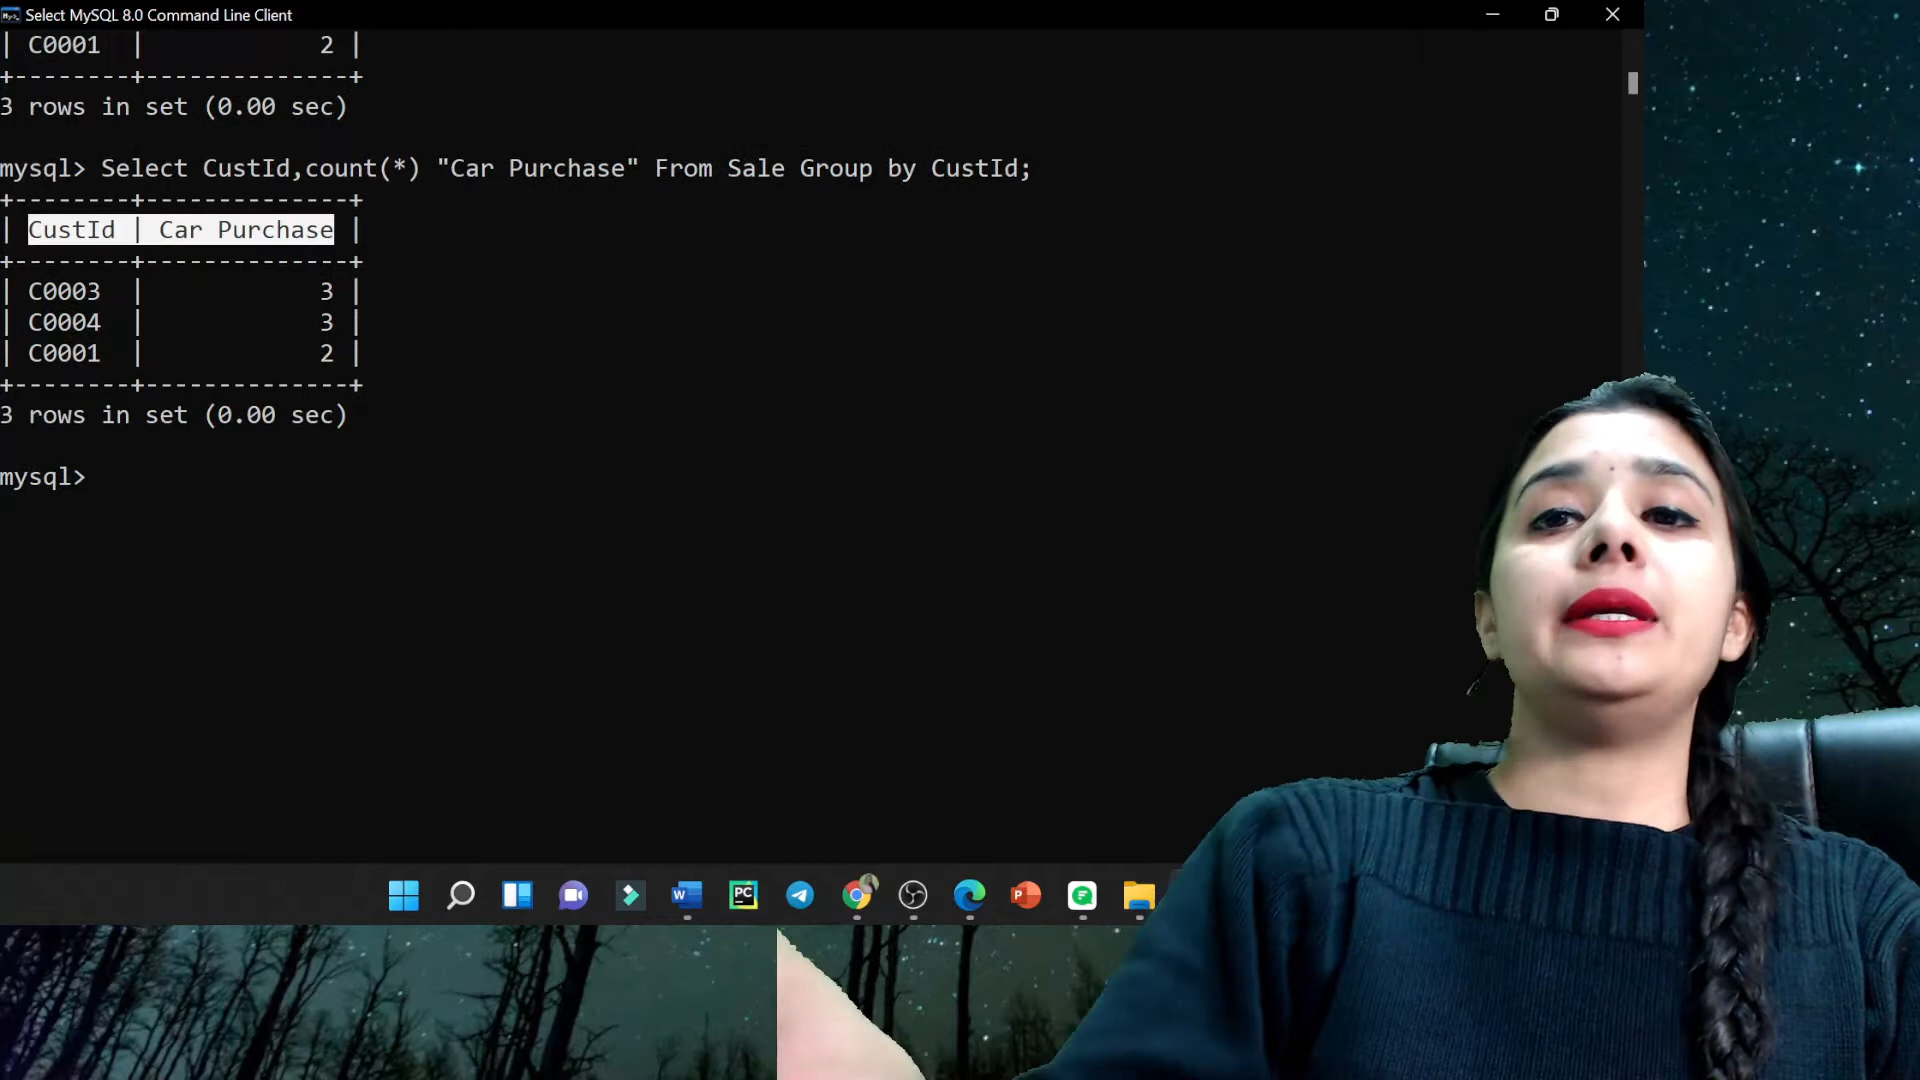 Select MySQL 8.0 Command Line Client
| C0001 | 2 |
+--------+--------------+
3 rows in set (0.00 sec)
mysql> Select CustId,count(*) "Car Purchase" From Sale Group by CustId;
+--------+--------------+
| CustId | Car Purchase |
+--------+--------------+
| C0003 | 3 |
| C0004 | 3 |
| C0001 | 2 |
+--------+--------------+
3 rows in set (0.00 sec)
mysql>
W PC P